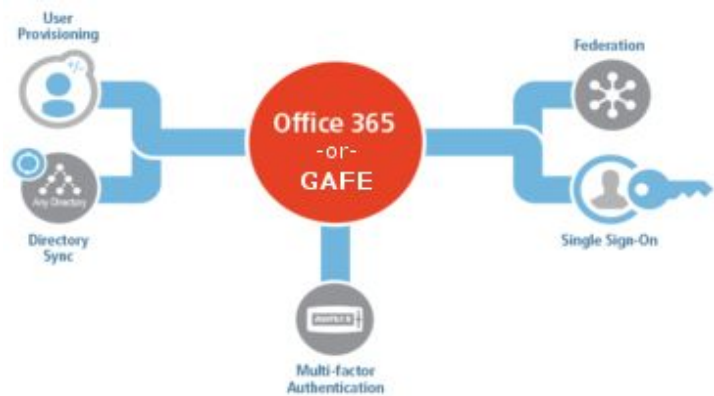 User
Provisioning
+/-
Federation
Office 365
-or-
GAFE
Any Directory
Directory
Sync
Single Sign-On
Multi-factor
Authentication